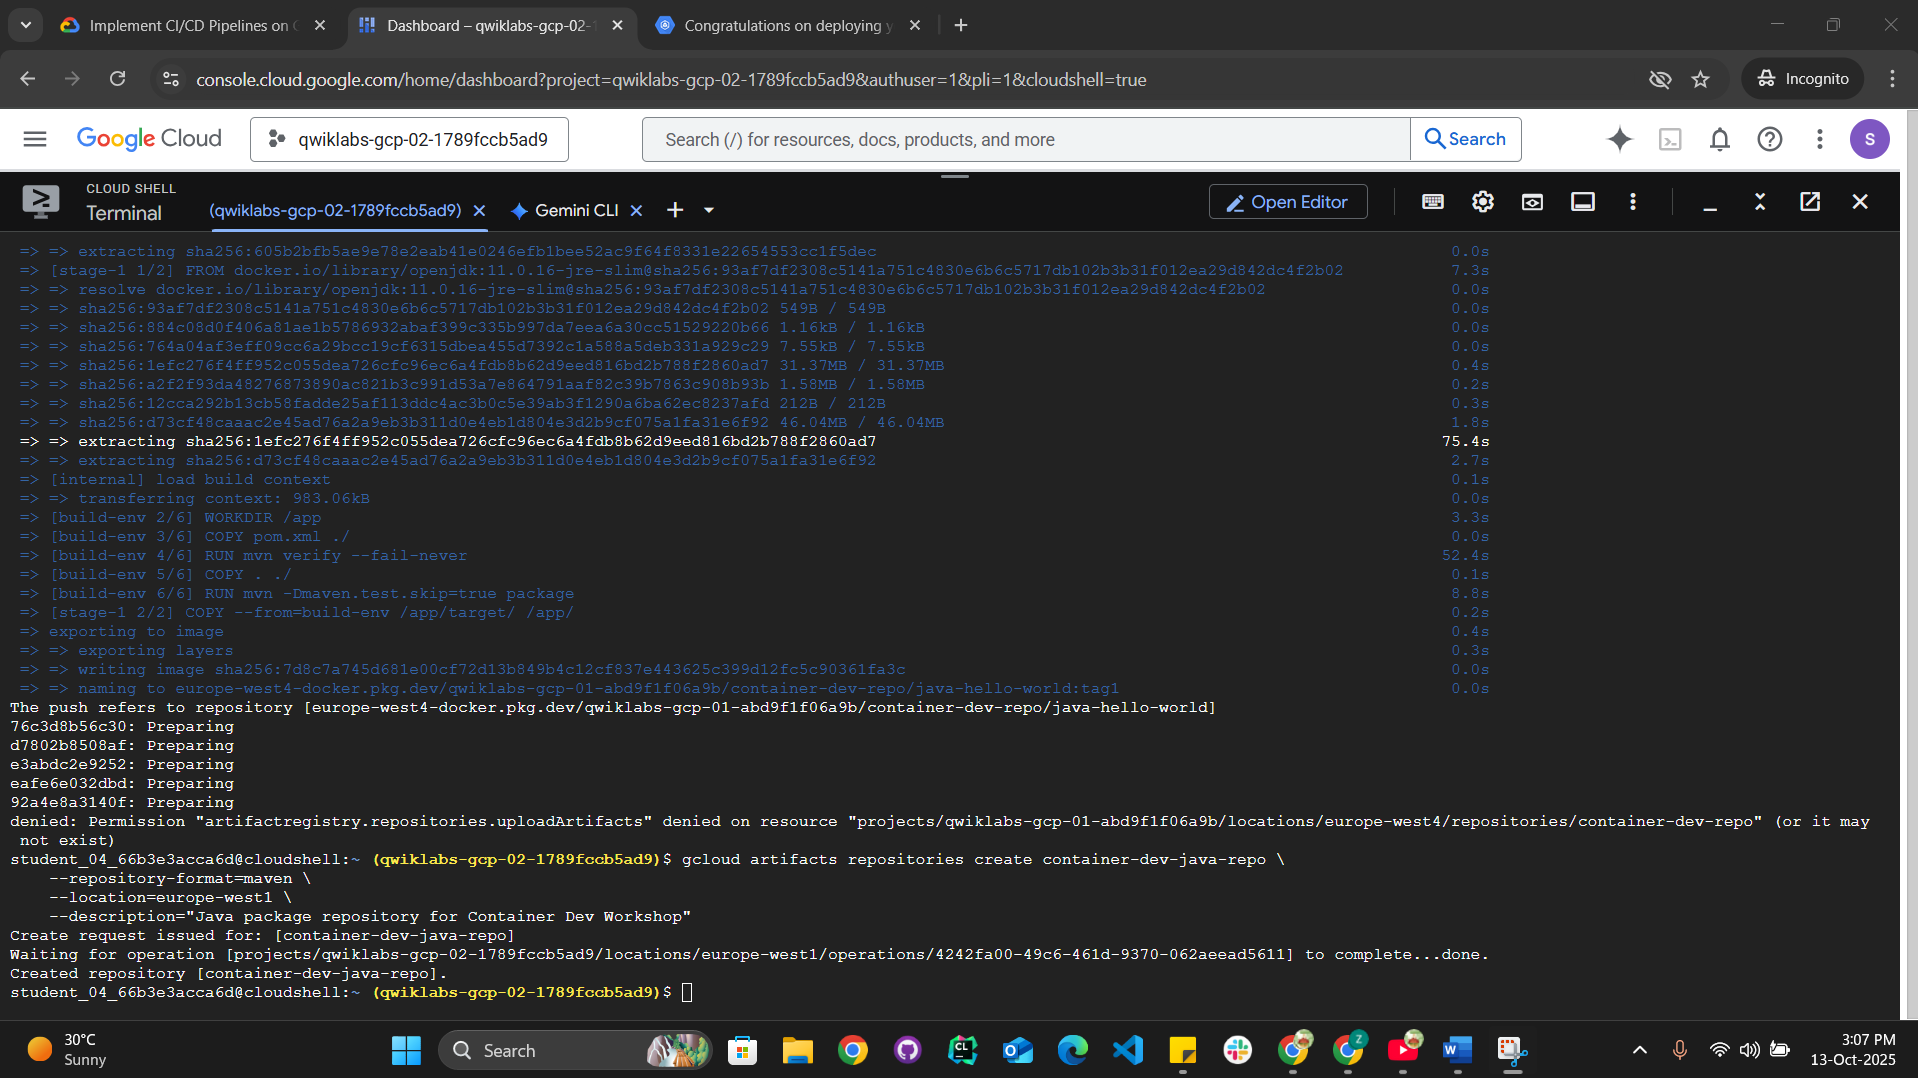 Implement CI/CD Pipelines on
Dashboard – qwiklabs-gcp-02-
Congratulations on deploying
console.cloud.google.com/home/dashboard?project=qwiklabs-gcp-02-1789fccb5ad9&authuser=1&pli=1&cloudshell=true
Incognito
Google Cloud
qwiklabs-gcp-02-1789fccb5ad9
Search (/) for resources, docs, products, and more
Search
S
CLOUD SHELL
Terminal
(qwiklabs-gcp-02-1789fccb5ad9)
Gemini CLI
Open Editor
=> => extracting sha256:605b2bfb5ae9e78e2eab41e0246efb1bee52ac9f64f8331e22654553cc1f5dec 0.0s
=> [stage-1 1/2] FROM docker.io/library/openjdk:11.0.16-jre-slim@sha256:93af7df2308c5141a751c4830e6b6c5717db102b3b31f012ea29d842dc4f2b02 7.3s
=> => resolve docker.io/library/openjdk:11.0.16-jre-slim@sha256:93af7df2308c5141a751c4830e6b6c5717db102b3b31f012ea29d842dc4f2b02 0.0s
=> => sha256:93af7df2308c5141a751c4830e6b6c5717db102b3b31f012ea29d842dc4f2b02 549B / 549B 0.0s
=> => sha256:884c08d0f406a81ae1b5786932abaf399c335b997da7eea6a30cc51529220b66 1.16kB / 1.16kB 0.0s
=> => sha256:764a04af3eff09cc6a29bcc19cf6315dbea455d7392c1a588a5deb331a929c29 7.55kB / 7.55kB 0.0s
=> => sha256:1efc276f4ff952c055dea726cfc96ec6a4fdb8b62d9eed816bd2b788f2860ad7 31.37MB / 31.37MB 0.4s
=> => sha256:a2f2f93da48276873890ac821b3c991d53a7e864791aaf82c39b7863c908b93b 1.58MB / 1.58MB 0.2s
=> => sha256:12cca292b13cb58fadde25af113ddc4ac3b0c5e39ab3f1290a6ba62ec8237afd 212B / 212B 0.3s
=> => sha256:d73cf48caaac2e45ad76a2a9eb3b311d0e4eb1d804e3d2b9cf075a1fa31e6f92 46.04MB / 46.04MB 1.8s
=> => extracting sha256:1efc276f4ff952c055dea726cfc96ec6a4fdb8b62d9eed816bd2b788f2860ad7 75.4s
=> => extracting sha256:d73cf48caaac2e45ad76a2a9eb3b311d0e4eb1d804e3d2b9cf075a1fa31e6f92 2.7s
=> [internal] load build context 0.1s
=> => transferring context: 983.06kB 0.0s
=> [build-env 2/6] WORKDIR /app 3.3s
=> [build-env 3/6] COPY pom.xml ./ 0.0s
=> [build-env 4/6] RUN mvn verify --fail-never 52.4s
=> [build-env 5/6] COPY . ./ 0.1s
=> [build-env 6/6] RUN mvn -Dmaven.test.skip=true package 8.8s
=> [stage-1 2/2] COPY --from=build-env /app/target/ /app/ 0.2s
=> exporting to image 0.4s
=> => exporting layers 0.3s
=> => writing image sha256:7d8c7a745d681e00cf72d13b849b4c12cf837e443625c399d12fc5c90361fa3c 0.0s
=> => naming to europe-west4-docker.pkg.dev/qwiklabs-gcp-01-abd9f1f06a9b/container-dev-repo/java-hello-world:tag1 0.0s
The push refers to repository [europe-west4-docker.pkg.dev/qwiklabs-gcp-01-abd9f1f06a9b/container-dev-repo/java-hello-world]
76c3d8b56c30: Preparing
d7802b8508af: Preparing
e3abdc2e9252: Preparing
eafe6e032dbd: Preparing
92a4e8a3140f: Preparing
denied: Permission "artifactregistry.repositories.uploadArtifacts" denied on resource "projects/qwiklabs-gcp-01-abd9f1f06a9b/locations/europe-west4/repositories/container-dev-repo" (or it may
not exist)
student_04_66b3e3acca6d@cloudshell:~ (qwiklabs-gcp-02-1789fccb5ad9)$ gcloud artifacts repositories create container-dev-java-repo \
--repository-format=maven \
--location=europe-west1 \
--description="Java package repository for Container Dev Workshop"
Create request issued for: [container-dev-java-repo]
Waiting for operation [projects/qwiklabs-gcp-02-1789fccb5ad9/locations/europe-west1/operations/4242fa00-49c6-461d-9370-062aeead5611] to complete...done.
Created repository [container-dev-java-repo].
student_04_66b3e3acca6d@cloudshell:~ (qwiklabs-gcp-02-1789fccb5ad9)$
30°C
Sunny
Search
3:07 PM
13-Oct-2025